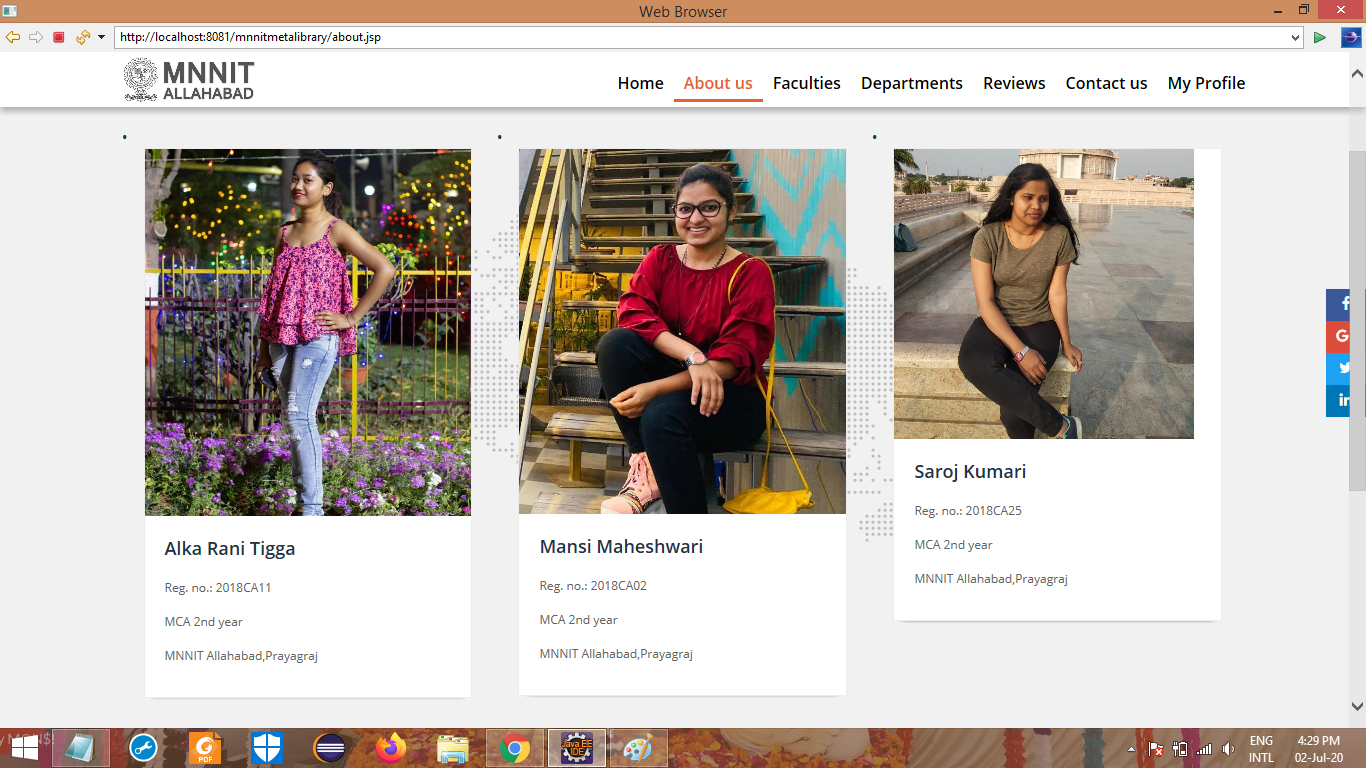 Web Browser
http://localhost:8081/mnnitmetalibrary/about.jsp
MNNIT
ALLAHABAD
Home About us Faculties Departments Reviews Contact us My Profile
Alka Rani Tigga
Reg. no.: 2018CA11
MCA 2nd year
MNNIT Allahabad,Prayagraj
Mansi Maheshwari
Reg. no.: 2018CA02
MCA 2nd year
MNNIT Allahabad,Prayagraj
Saroj Kumari
Reg. no.: 2018CA25
MCA 2nd year
MNNIT Allahabad,Prayagraj
PDF
Java EE
IDE
ENG
INTL
4:29 PM
02-Jul-20